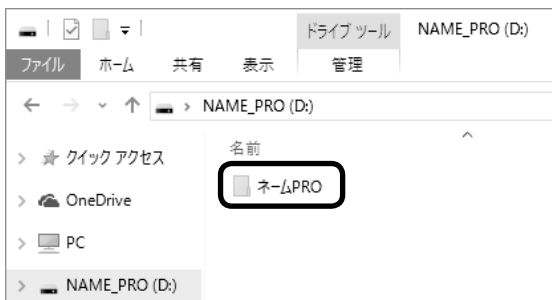 ドライブ ツール NAME_PRO (D:)
ファイル ホーム 共有 表示 管理
NAME_PRO (D:)
クイック アクセス
OneDrive
PC
NAME_PRO (D:)
名前
ネームPRO